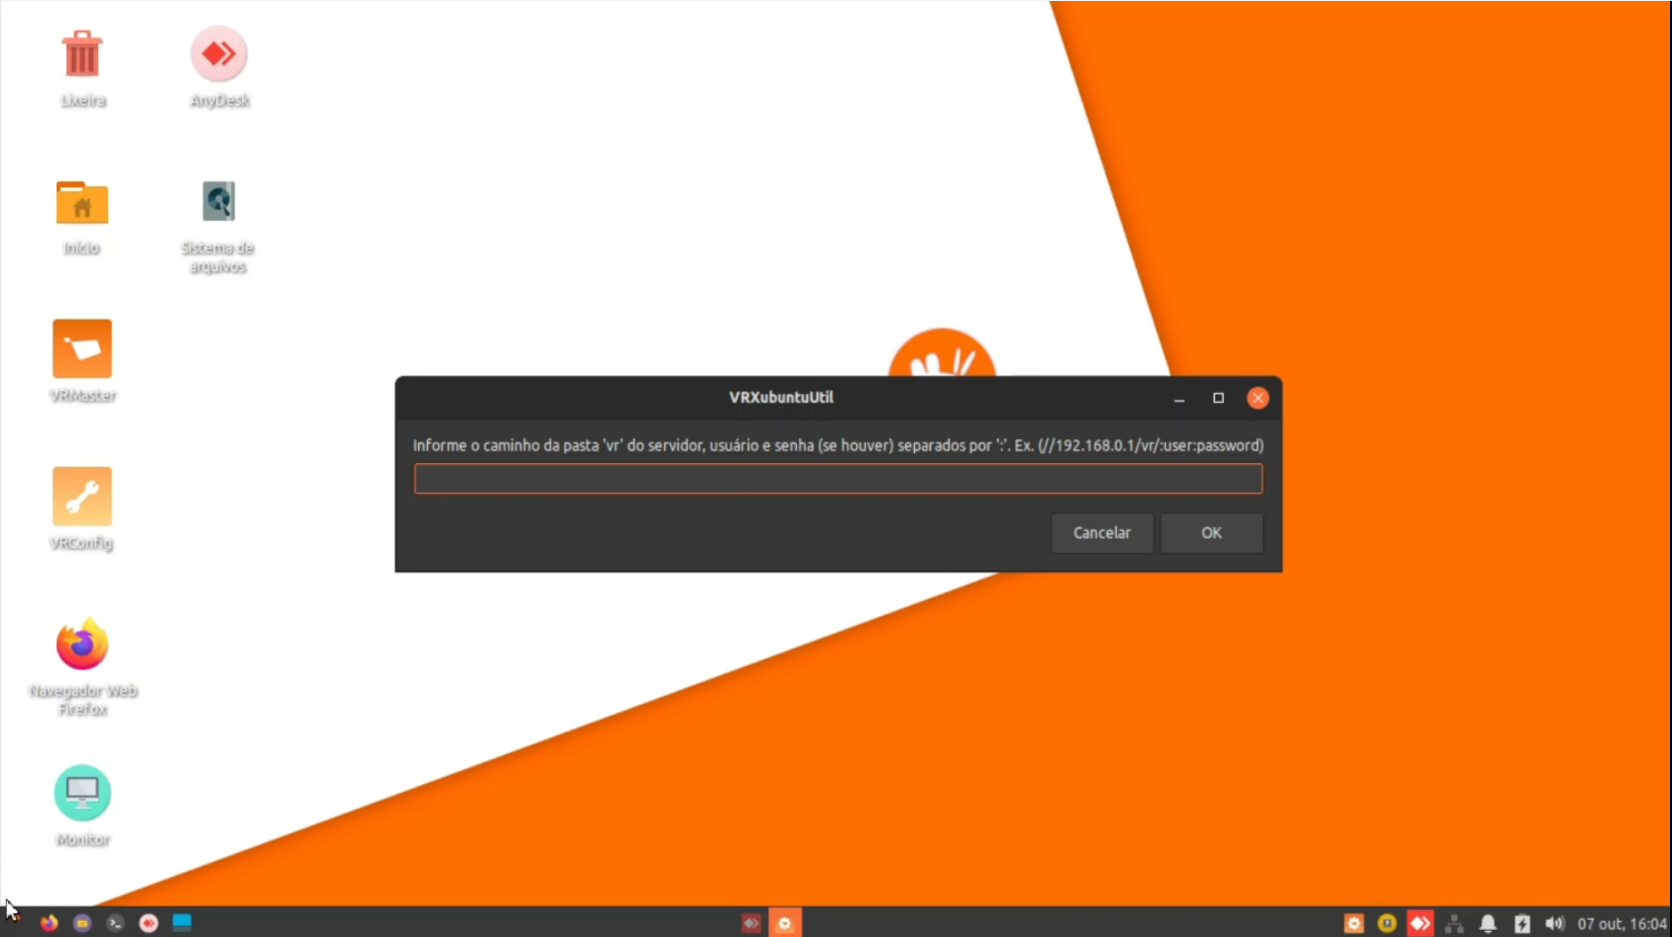 Lixeira
AnyDesk
Início
Sistema de
arquivos
VRMaster
VRXubuntuUtil
Informe o caminho da pasta 'vr' do servidor, usuário e senha (se houver) separados por ':'. Ex. (//192.168.0.1/vr/:user:password)
Cancelar
OK
VRConfig
Navegador Web
Firefox
Monitor
07 out, 16:04